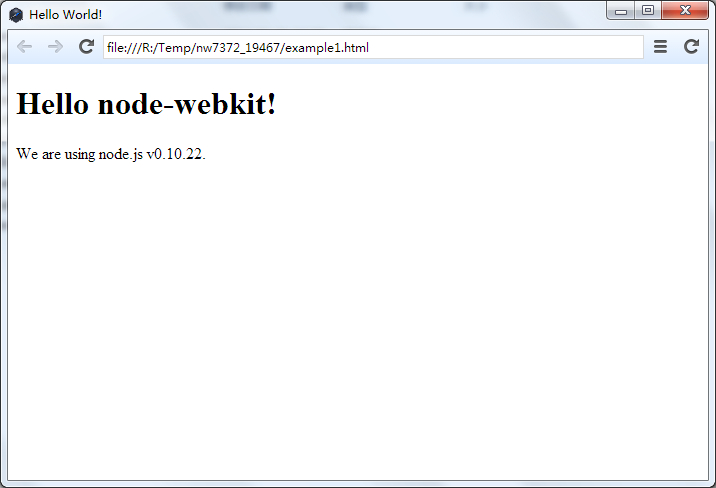 Hello World!
file:///R:/Temp/nw7372_19467/example1.html
Hello node-webkit!
We are using node.js v0.10.22.